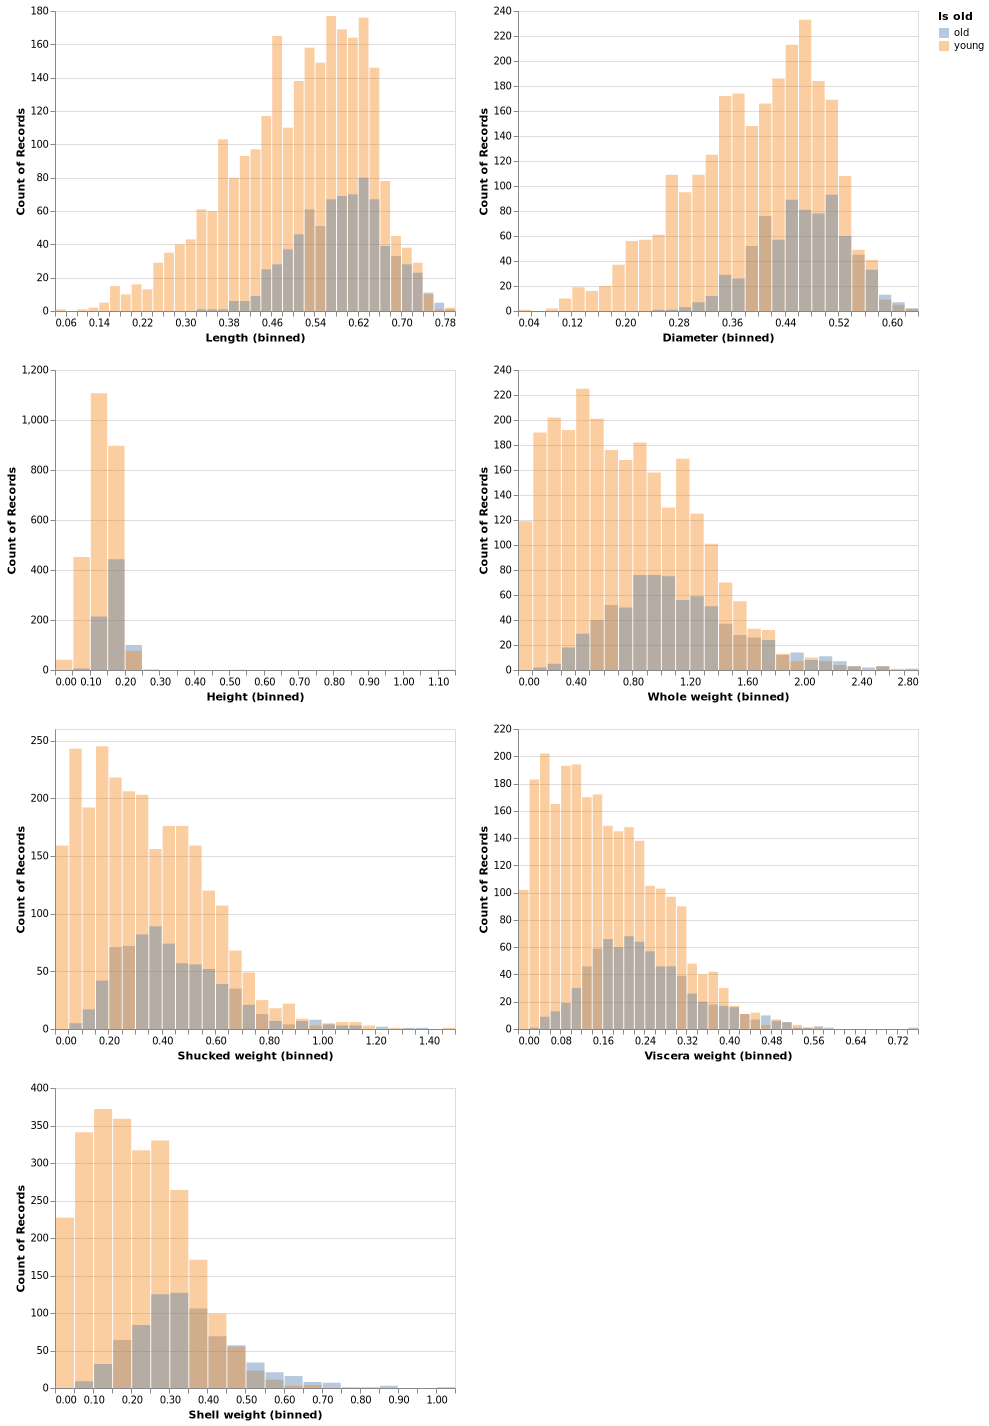 Is old
old
young
180
160
140
120
100
80
60
40
20
0
Count of Records
0.06 0.14 0.22 0.30 0.38 0.46 0.54 0.62 0.70 0.78
Length (binned)
240
220
200
180
160
140
120
100
80
60
40
20
0
Count of Records
0.04 0.12 0.20 0.28 0.36 0.44 0.52 0.60
Diameter (binned)
1,200
1,000
800
600
400
200
0
Count of Records
0.00 0.10 0.20 0.30 0.40 0.50 0.60 0.70 0.80 0.90 1.00 1.10
Height (binned)
240
220
200
180
160
140
120
100
80
60
40
20
0
Count of Records
0.00 0.40 0.80 1.20 1.60 2.00 2.40 2.80
Whole weight (binned)
250
200
150
100
50
0
Count of Records
0.00 0.20 0.40 0.60 0.80 1.00 1.20 1.40
Shucked weight (binned)
220
200
180
160
140
120
100
80
60
40
20
0
Count of Records
0.00 0.08 0.16 0.24 0.32 0.40 0.48 0.56 0.64 0.72
Viscera weight (binned)
400
350
300
250
200
150
100
50
0
Count of Records
0.00 0.10 0.20 0.30 0.40 0.50 0.60 0.70 0.80 0.90 1.00
Shell weight (binned)